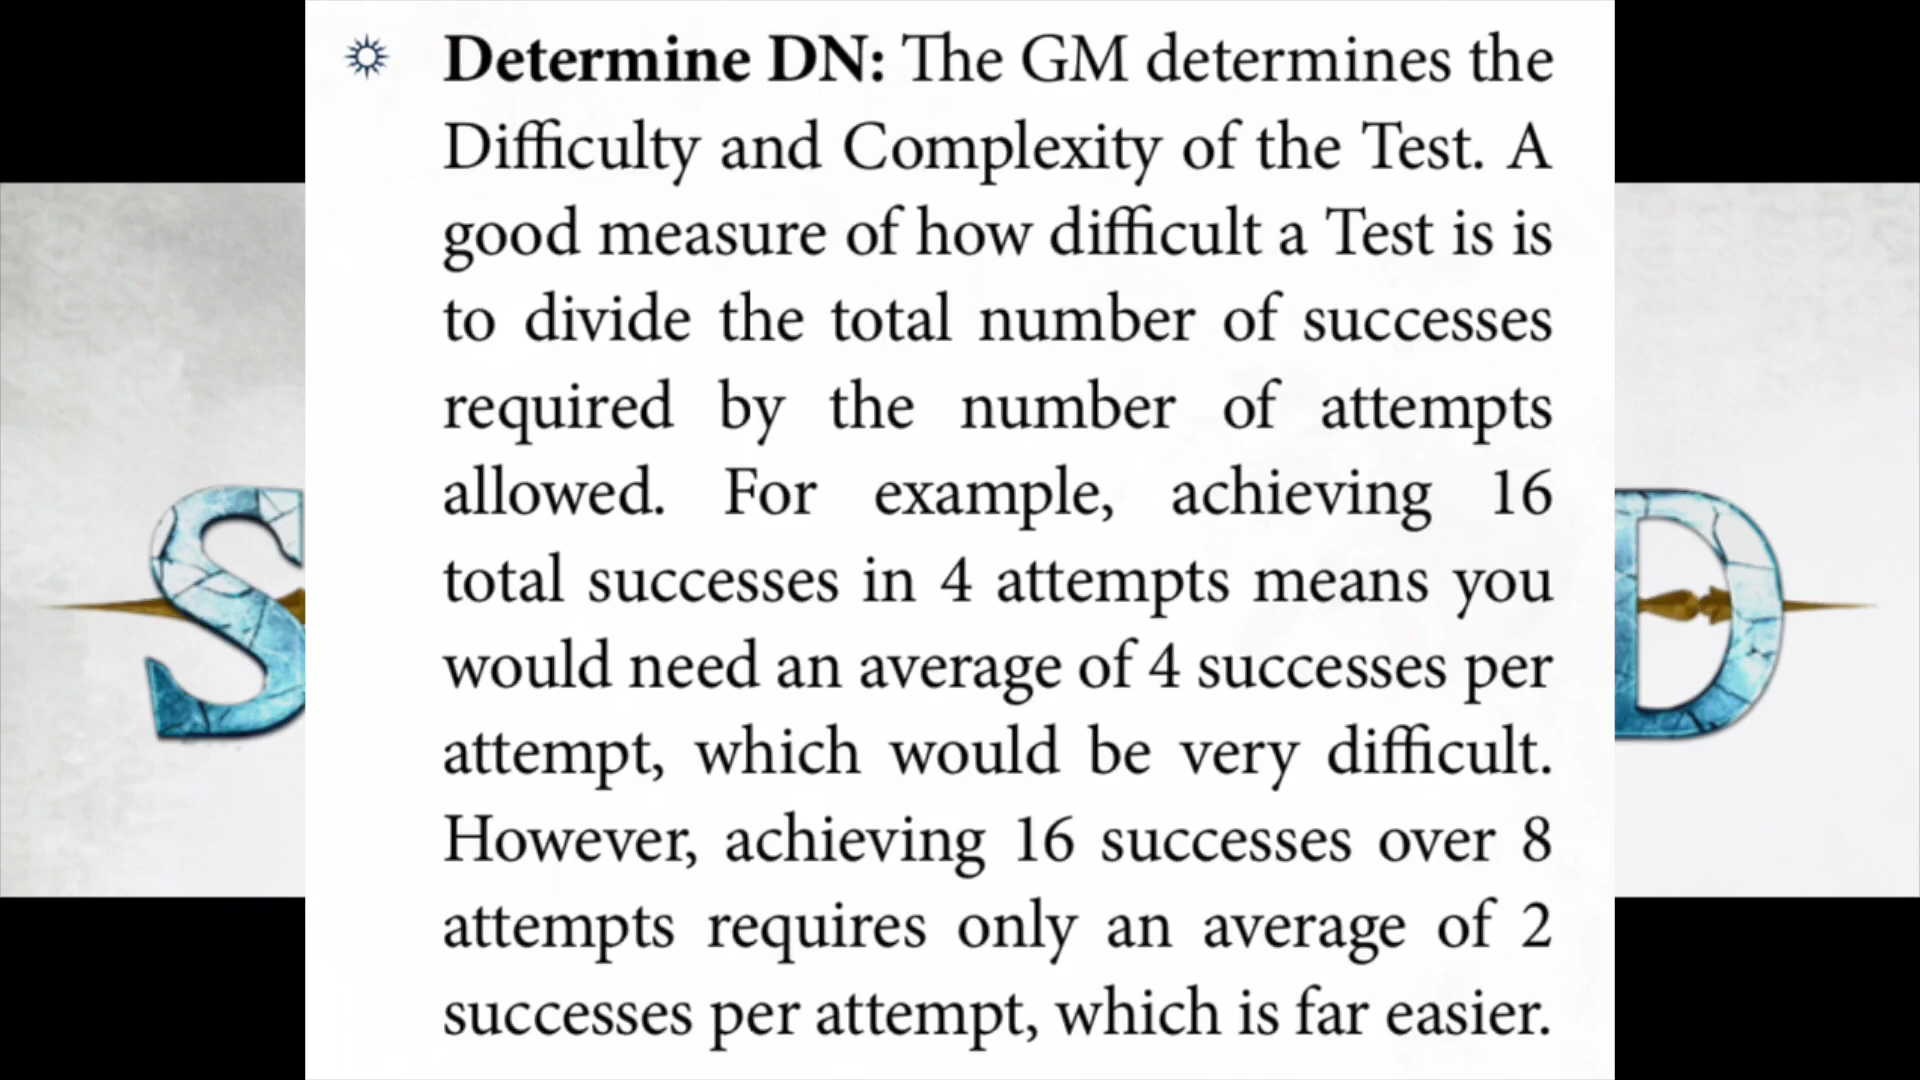 Determine DN: The GM determines the
Difficulty and Complexity of the Test. A
good measure of how difficult a Test is is
to divide the total number of successes
required by the number of attempts
allowed. For example, achieving 16
total successes in 4 attempts means you
would need an average of 4 successes per
attempt, which would be very difficult.
However, achieving 16 successes over 8
attempts requires only an average of 2
successes per attempt, which is far easier.
S
D